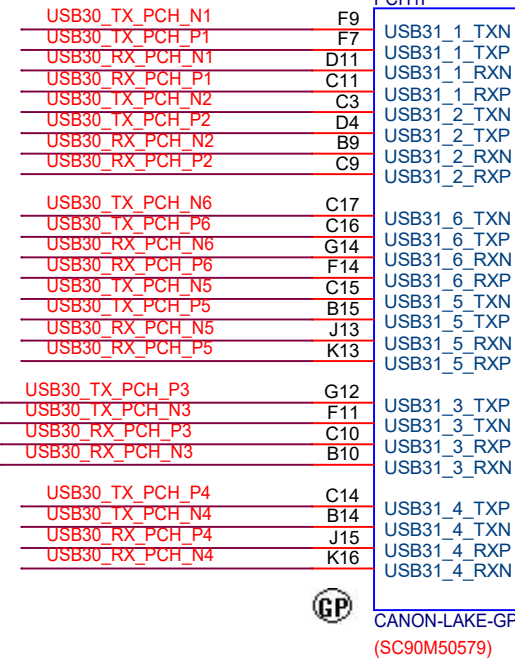 USB30_TX_PCH_N1 F9 USB31_1_TXN
USB30_TX_PCH_P1 F7 USB31_1_TXP
USB30_RX_PCH_N1 D11 USB31_1_RXN
USB30_RX_PCH_P1 C11 USB31_1_RXP
USB30_TX_PCH_N2 C3 USB31_2_TXN
USB30_TX_PCH_P2 D4 USB31_2_TXP
USB30_RX_PCH_N2 B9 USB31_2_RXN
USB30_RX_PCH_P2 C9 USB31_2_RXP
USB30_TX_PCH_N6 C17 USB31_6_TXN
USB30_TX_PCH_P6 C16 USB31_6_TXP
USB30_RX_PCH_N6 G14 USB31_6_RXN
USB30_RX_PCH_P6 F14 USB31_6_RXP
USB30_TX_PCH_N5 C15 USB31_5_TXN
USB30_TX_PCH_P5 B15 USB31_5_TXP
USB30_RX_PCH_N5 J13 USB31_5_RXN
USB30_RX_PCH_P5 K13 USB31_5_RXP
USB30_TX_PCH_P3 G12 USB31_3_TXP
USB30_TX_PCH_N3 F11 USB31_3_TXN
USB30_RX_PCH_P3 C10 USB31_3_RXP
USB30_RX_PCH_N3 B10 USB31_3_RXN
USB30_TX_PCH_P4 C14 USB31_4_TXP
USB30_TX_PCH_N4 B14 USB31_4_TXN
USB30_RX_PCH_P4 J15 USB31_4_RXP
USB30_RX_PCH_N4 K16 USB31_4_RXN
GP
CANON-LAKE-GP
(SC90M50579)